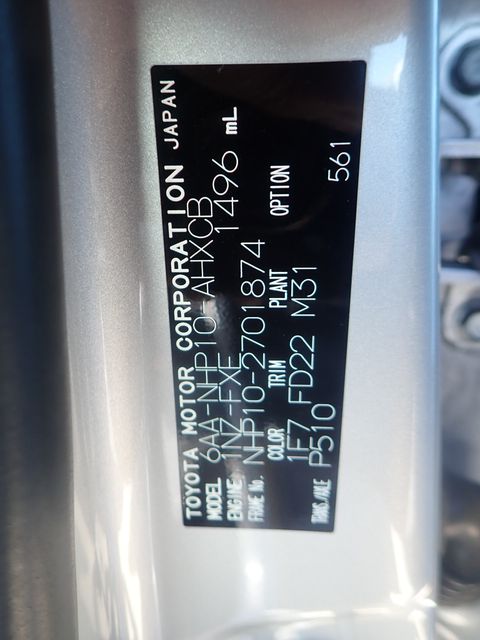 TOYOTA MOTOR CORPORATION JAPAN
MODEL 6AA-NHP10-AHXCB
ENGINE 1NZ-FXE 1496 mL
FRAME No. NHP10-2701874
COLOR TRIM PLANT OPTION
1F7 FD22 M31
TRANS/AXLE P510 561